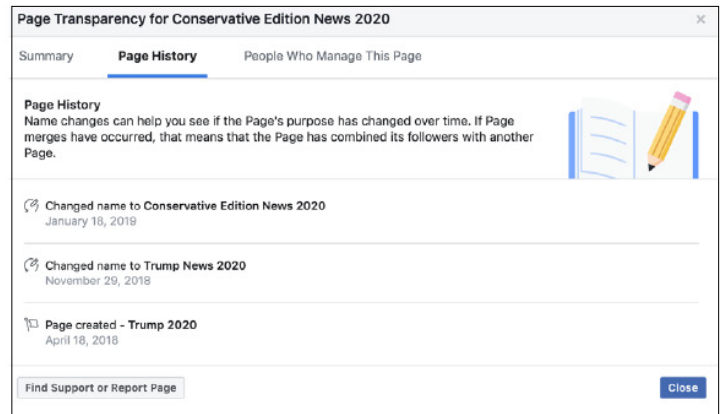 Page Transparency for Conservative Edition News 2020
Summary Page History People Who Manage This Page
Page History
Name changes can help you see if the Page's purpose has changed over time. If Page
merges have occurred, that means that the Page has combined its followers with another
Page.
Changed name to Conservative Edition News 2020
January 18, 2019
Changed name to Trump News 2020
November 29, 2018
Page created - Trump 2020
April 18, 2018
Find Support or Report Page Close